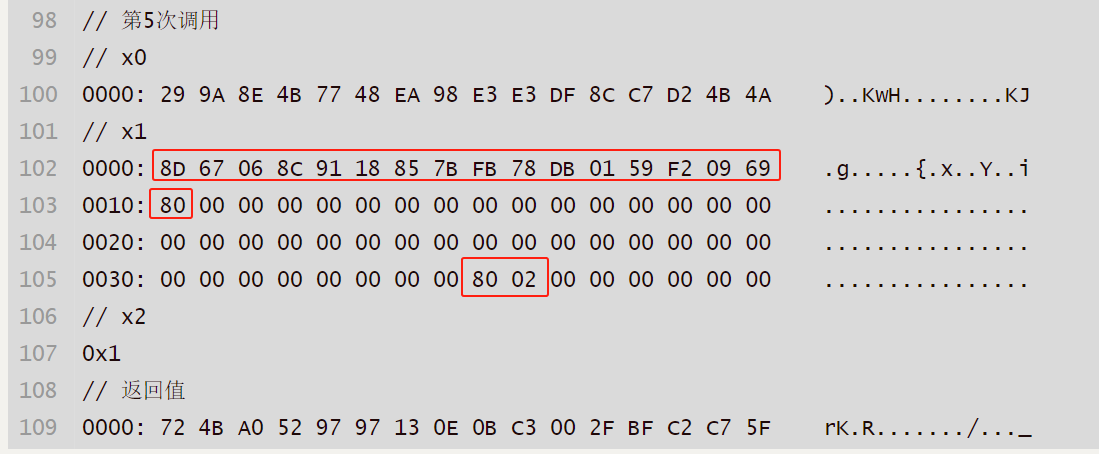 98 // 第5次调用
99 // x0
100 0000: 29 9A 8E 4B 77 48 EA 98 E3 E3 DF 8C C7 D2 4B 4A )..KwH........KJ
101 // x1
102 0000: 8D 67 06 8C 91 18 85 7B FB 78 DB 01 59 F2 09 69 .g.....{.x..Y..i
103 0010: 80 00 00 00 00 00 00 00 00 00 00 00 00 00 00 00 ................
104 0020: 00 00 00 00 00 00 00 00 00 00 00 00 00 00 00 00 ................
105 0030: 00 00 00 00 00 00 00 00 80 02 00 00 00 00 00 00 ................
106 // x2
107 0x1
108 // 返回值
109 0000: 72 4B A0 52 97 97 13 0E 0B C3 00 2F BF C2 C7 5F rK.R......./..._